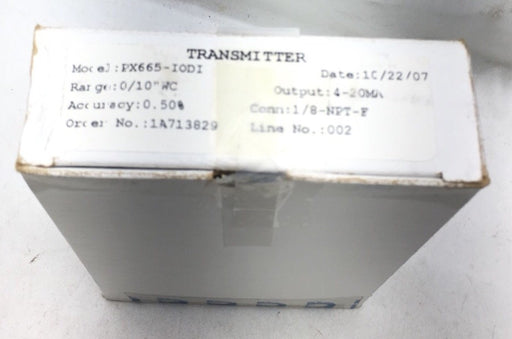 TRANSMITTER
Model:PX665-10DI Date:10/22/07
Range:0/10"WC Output:4-20MA
Accuracy:0.50% Conn:1/8-NPT-F
Order No.:1A713829 Line No.:002